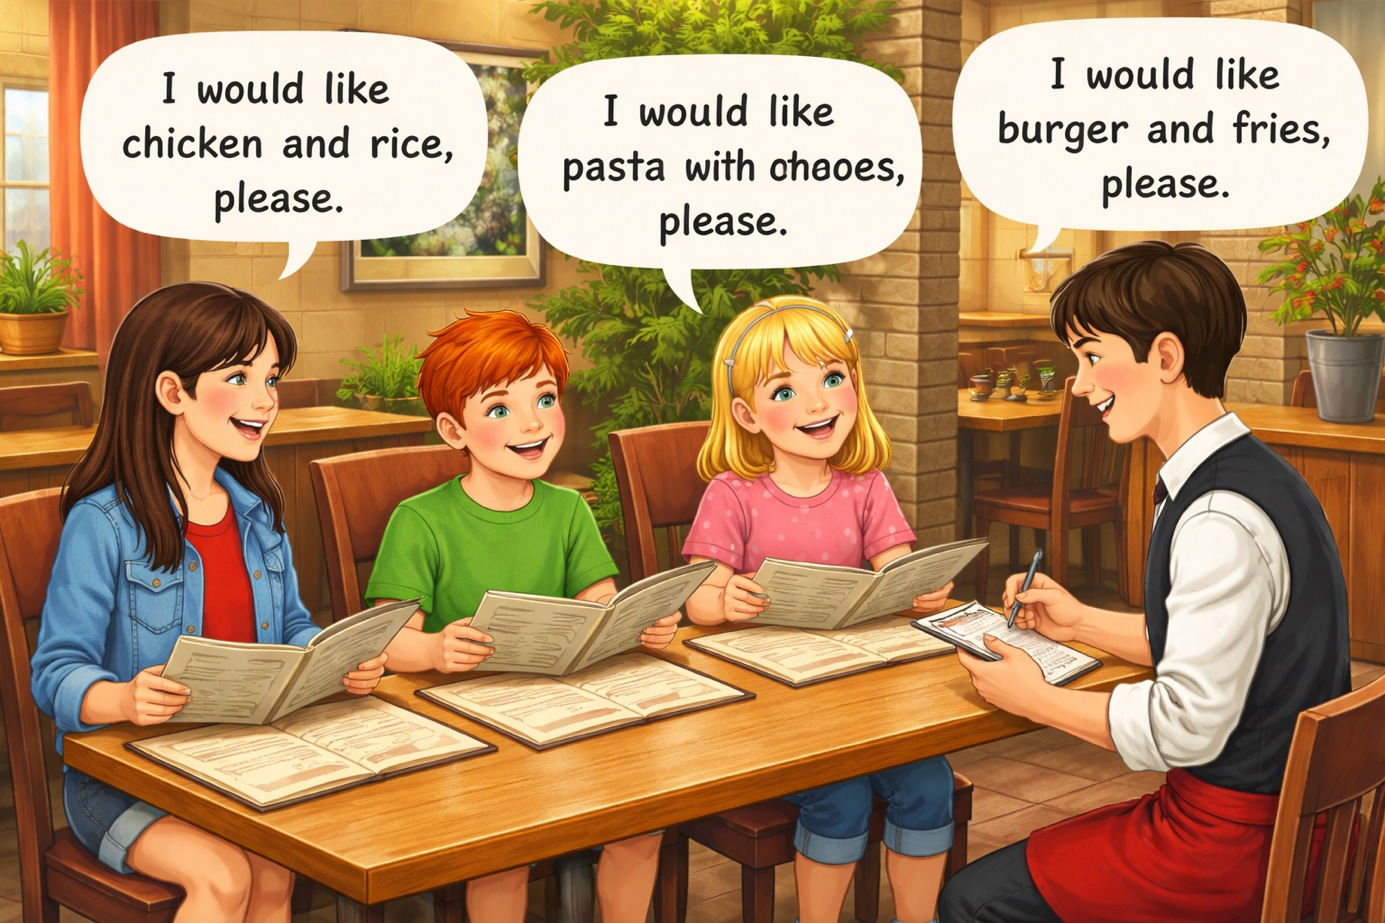 I would like
chicken and rice,
please.
I would like
pasta with ohaoes,
please.
I would like
burger and fries,
please.